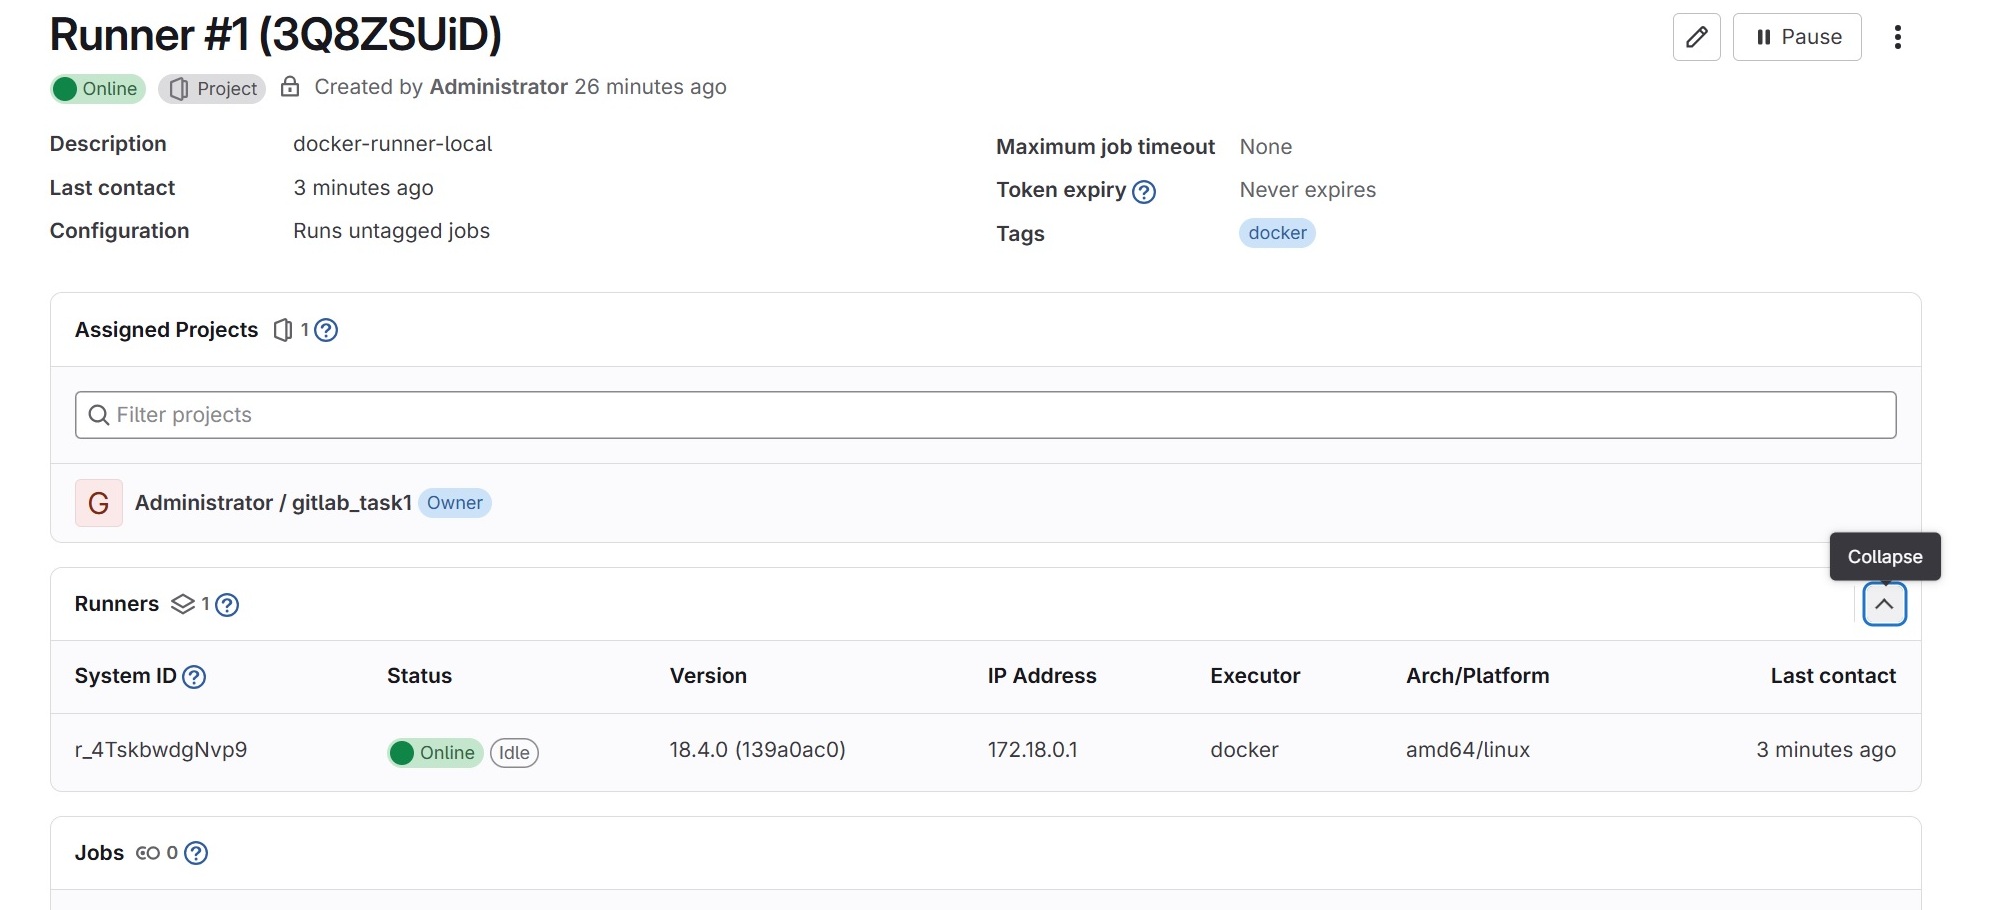 Runner #1 (3Q8ZSUiD)
Pause
Online Project Created by Administrator 26 minutes ago
Description docker-runner-local
Maximum job timeout None
Last contact 3 minutes ago
Token expiry Never expires
Configuration Runs untagged jobs
Tags docker
Assigned Projects 1
Filter projects
G Administrator / gitlab_task1 Owner
Collapse
Runners 1
System ID Status Version IP Address Executor Arch/Platform Last contact
r_4TskbwdgNvp9 Online Idle 18.4.0 (139a0ac0) 172.18.0.1 docker amd64/linux 3 minutes ago
Jobs 0